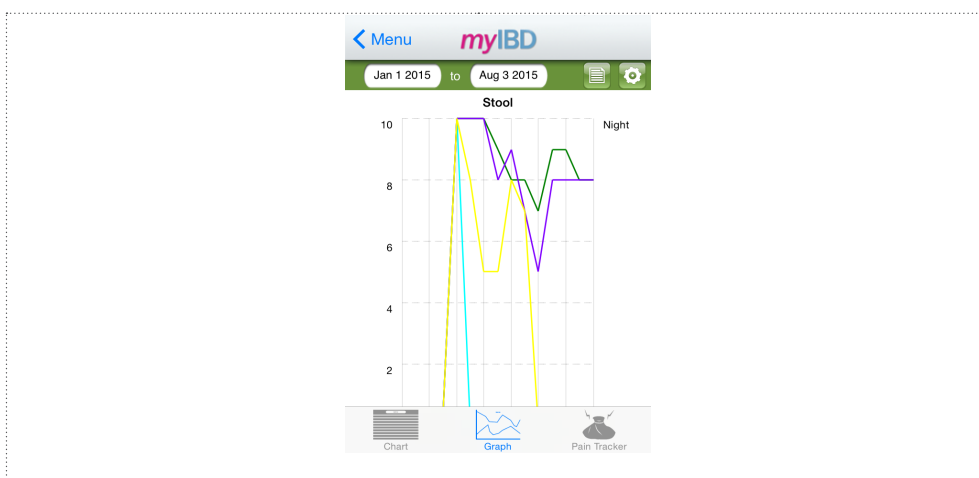 Menu
myIBD
Jan 1 2015 to Aug 3 2015
Stool
10
Night
8
6
4
2
Chart
Graph
Pain Tracker